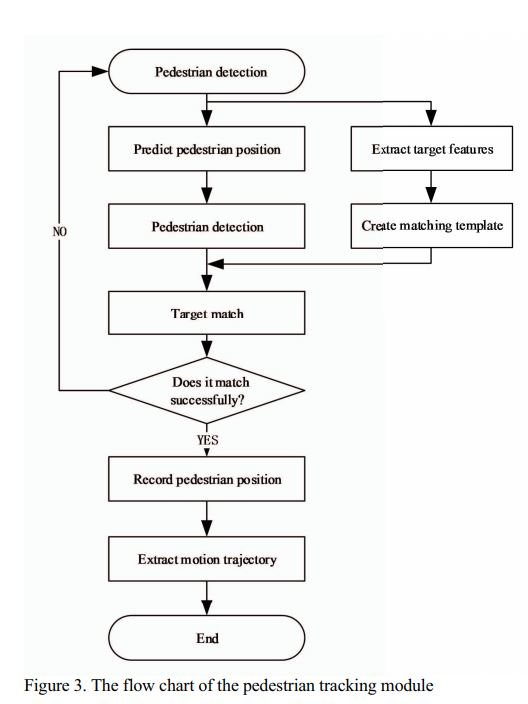 Pedestrian detection
Predict pedestrian position
Extract target features
NO
Pedestrian detection
Create matching template
Target match
Does it match
successfully?
YES
Record pedestrian position
Extract motion trajectory
End
Figure 3. The flow chart of the pedestrian tracking module